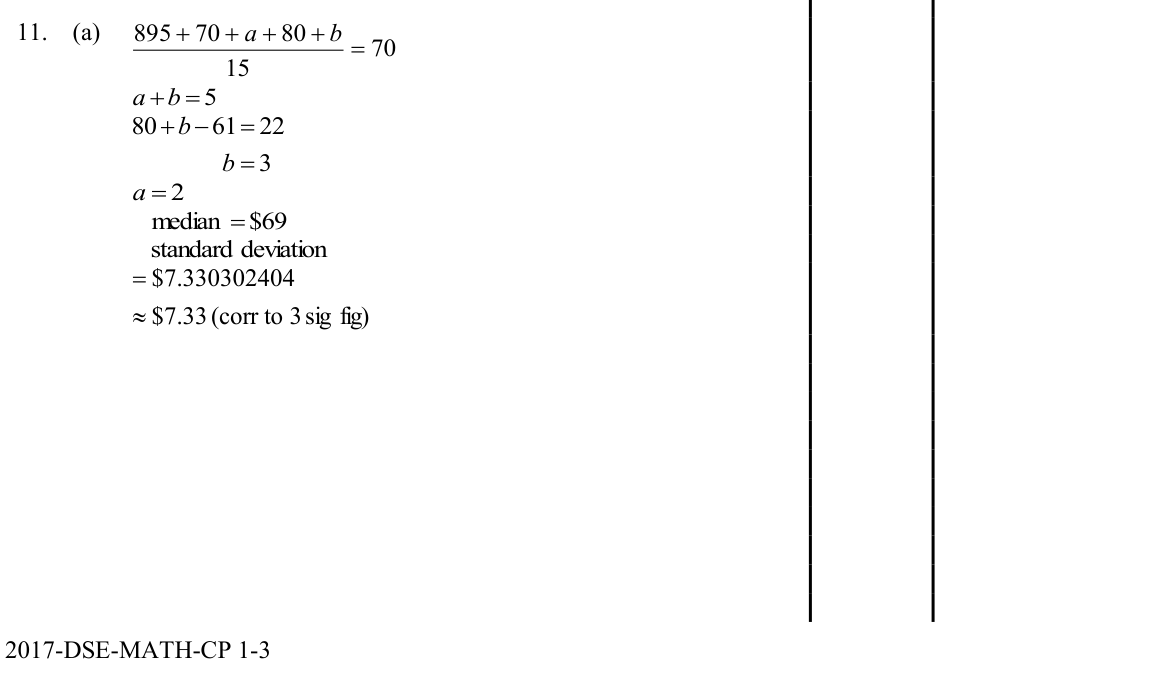 11. (a) (895 + 70 + a + 80 + b)/15 = 70
a + b = 5
80 + b − 61 = 22
b = 3
a = 2
median = $69
standard deviation
= $7.330302404
≈ $7.33 (corr to 3 sig fig)
2017-DSE-MATH-CP 1-3